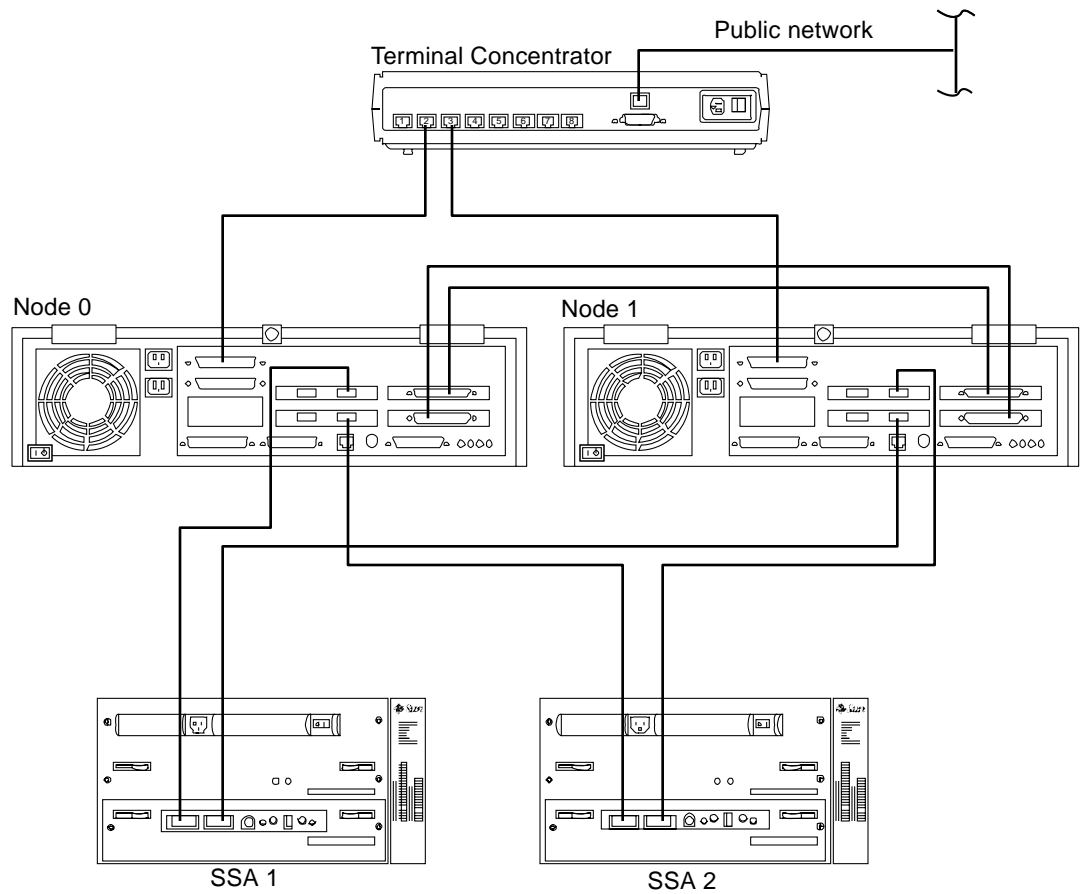 Public network
Terminal Concentrator
1 2 3 4 5 6 7 8
Node 0
Node 1
SSA 1
SSA 2